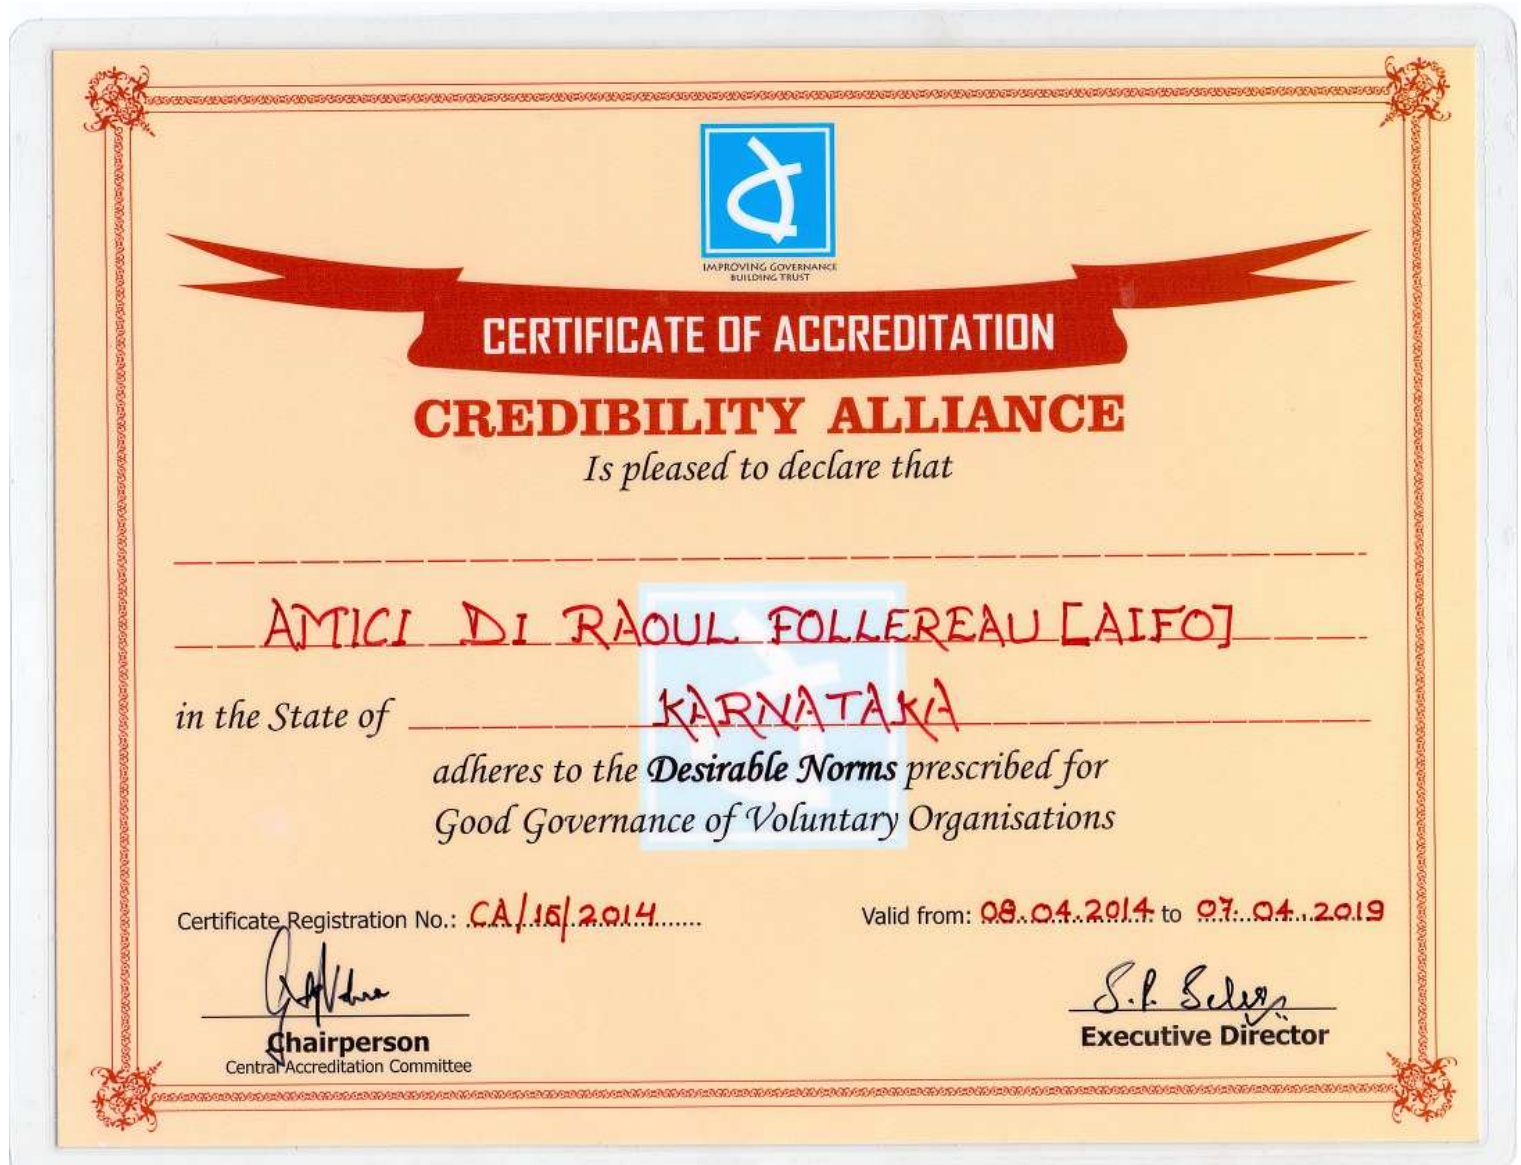 IMPROVING GOVERNANCE
BUILDING TRUST
CERTIFICATE OF ACCREDITATION
CREDIBILITY ALLIANCE
Is pleased to declare that
AMICI DI RAOUL FOLLEREAU [AIFO]
in the State of KARNATAKA
adheres to the Desirable Norms prescribed for
Good Governance of Voluntary Organisations
Certificate Registration No.: CA/15/2014 Valid from: 08.04.2014 to 07.04.2019
Chairperson
Central Accreditation Committee
Executive Director